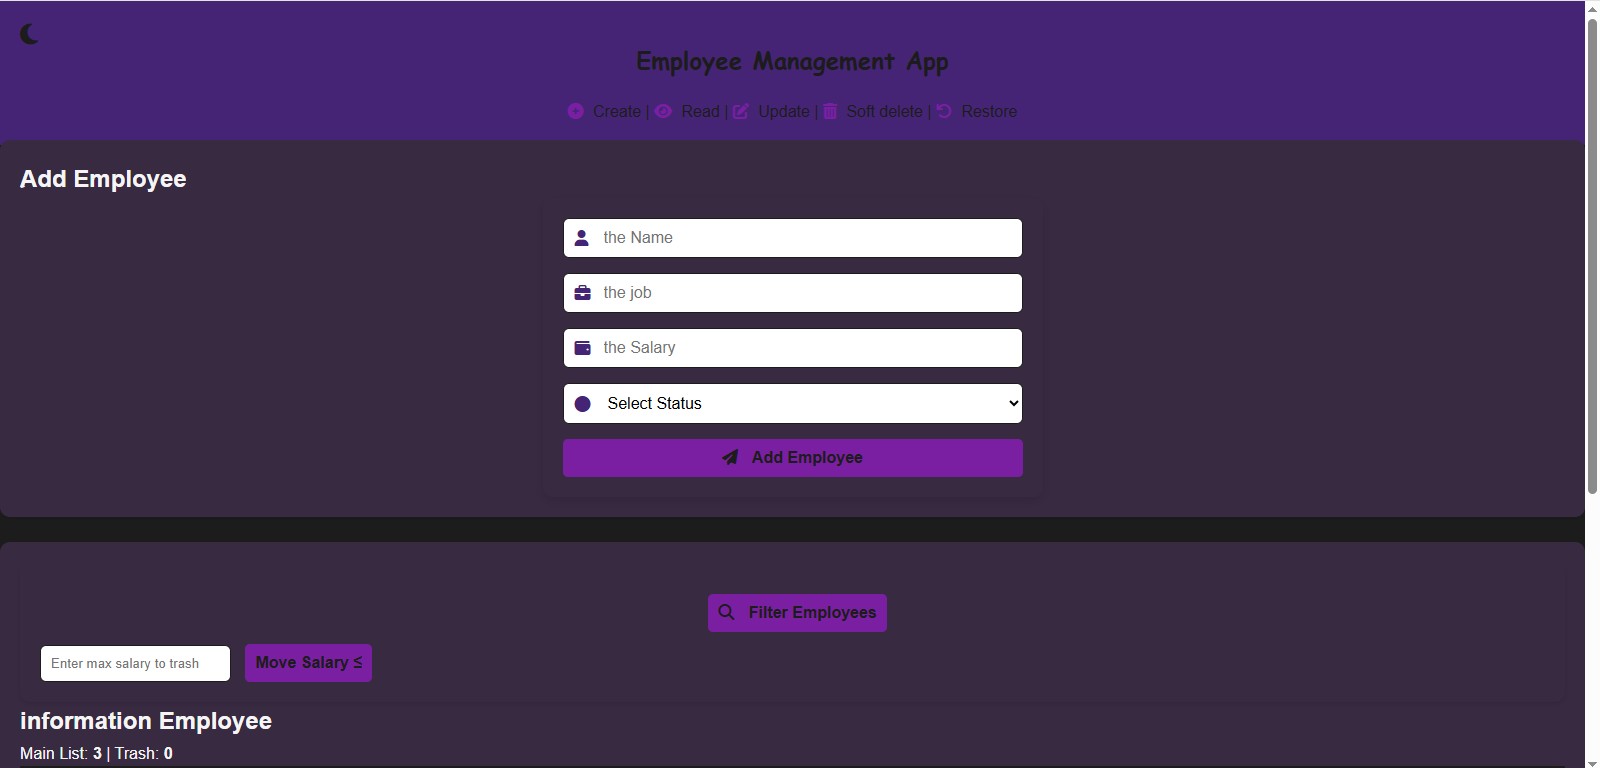 Employee Management App
Create | Read | Update | Soft delete | Restore
Add Employee
the Name
the job
the Salary
Select Status
Add Employee
Filter Employees
Enter max salary to trash
Move Salary ≤
information Employee
Main List: 3 | Trash: 0